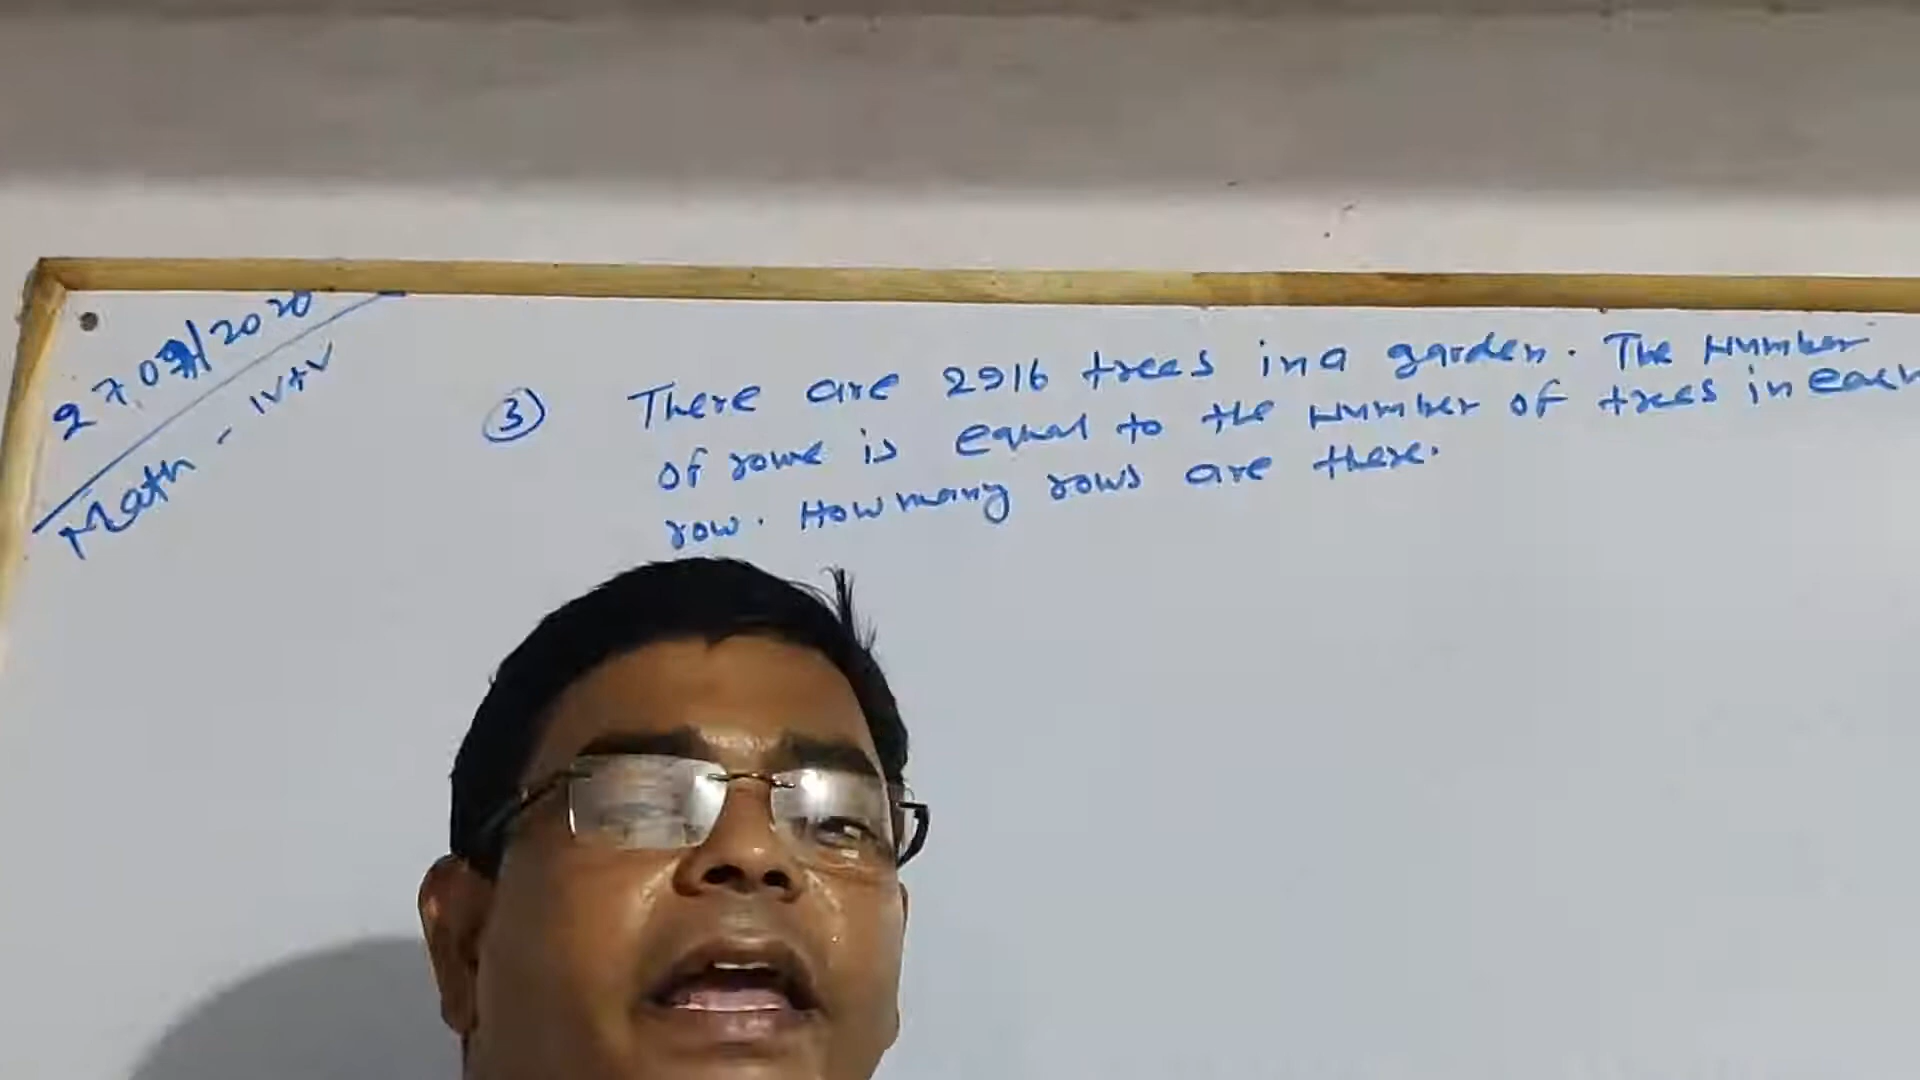 27.07/2020
Math - IV+V
3 There are 2916 trees in a garden. The Number
of rows is equal to the Number of trees in each
row. How many rows are there.